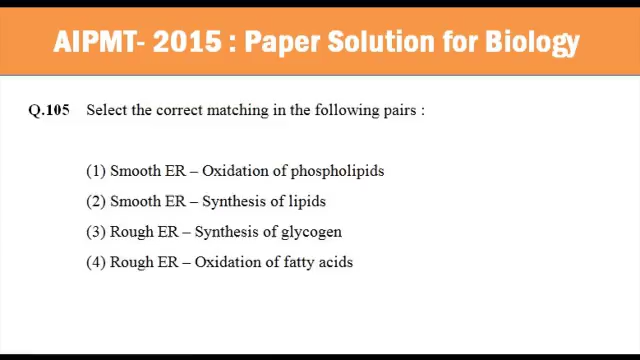 AIPMT- 2015 : Paper Solution for Biology
Q.105 Select the correct matching in the following pairs :
(1) Smooth ER – Oxidation of phospholipids
(2) Smooth ER – Synthesis of lipids
(3) Rough ER – Synthesis of glycogen
(4) Rough ER – Oxidation of fatty acids